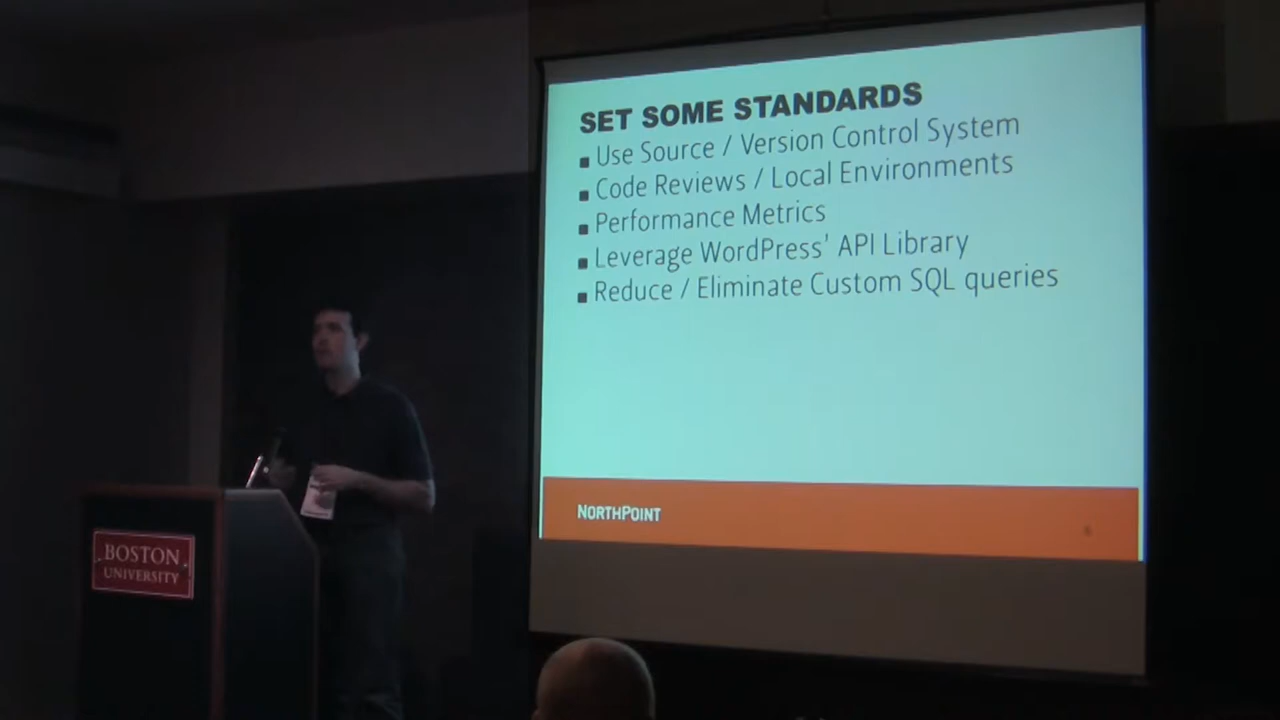 SET SOME STANDARDS
▪ Use Source / Version Control System
▪ Code Reviews / Local Environments
▪ Performance Metrics
▪ Leverage WordPress' API Library
▪ Reduce / Eliminate Custom SQL queries
NORTHPOINT
BOSTON
UNIVERSITY